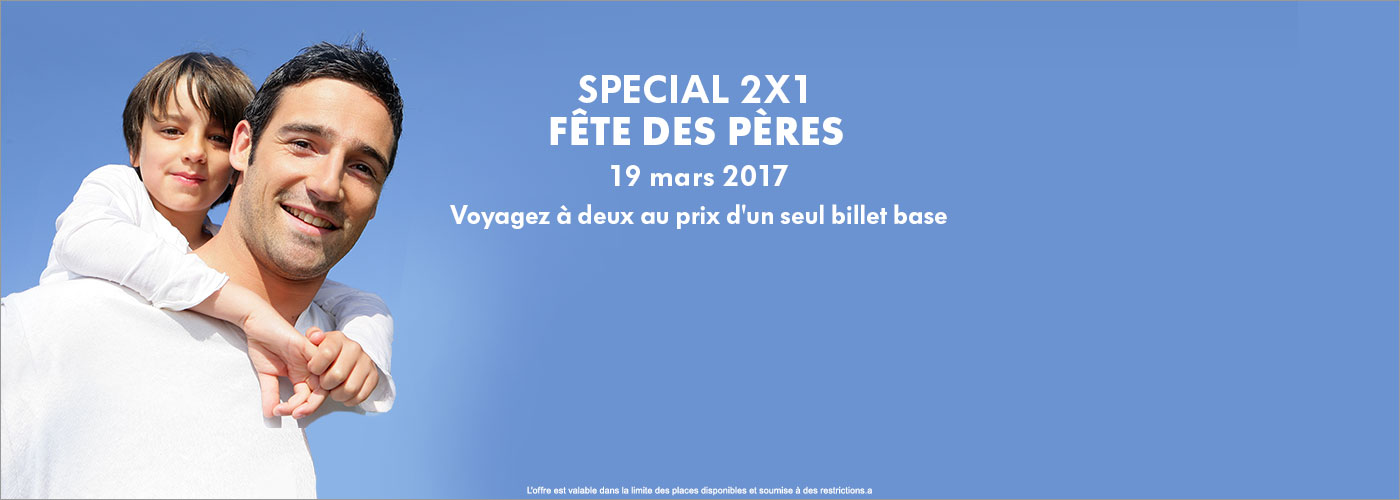 SPECIAL 2X1
FÊTE DES PÈRES
19 mars 2017
Voyagez à deux au prix d'un seul billet base
L'offre est valable dans la limite des places disponibles et soumise à des restrictions.a